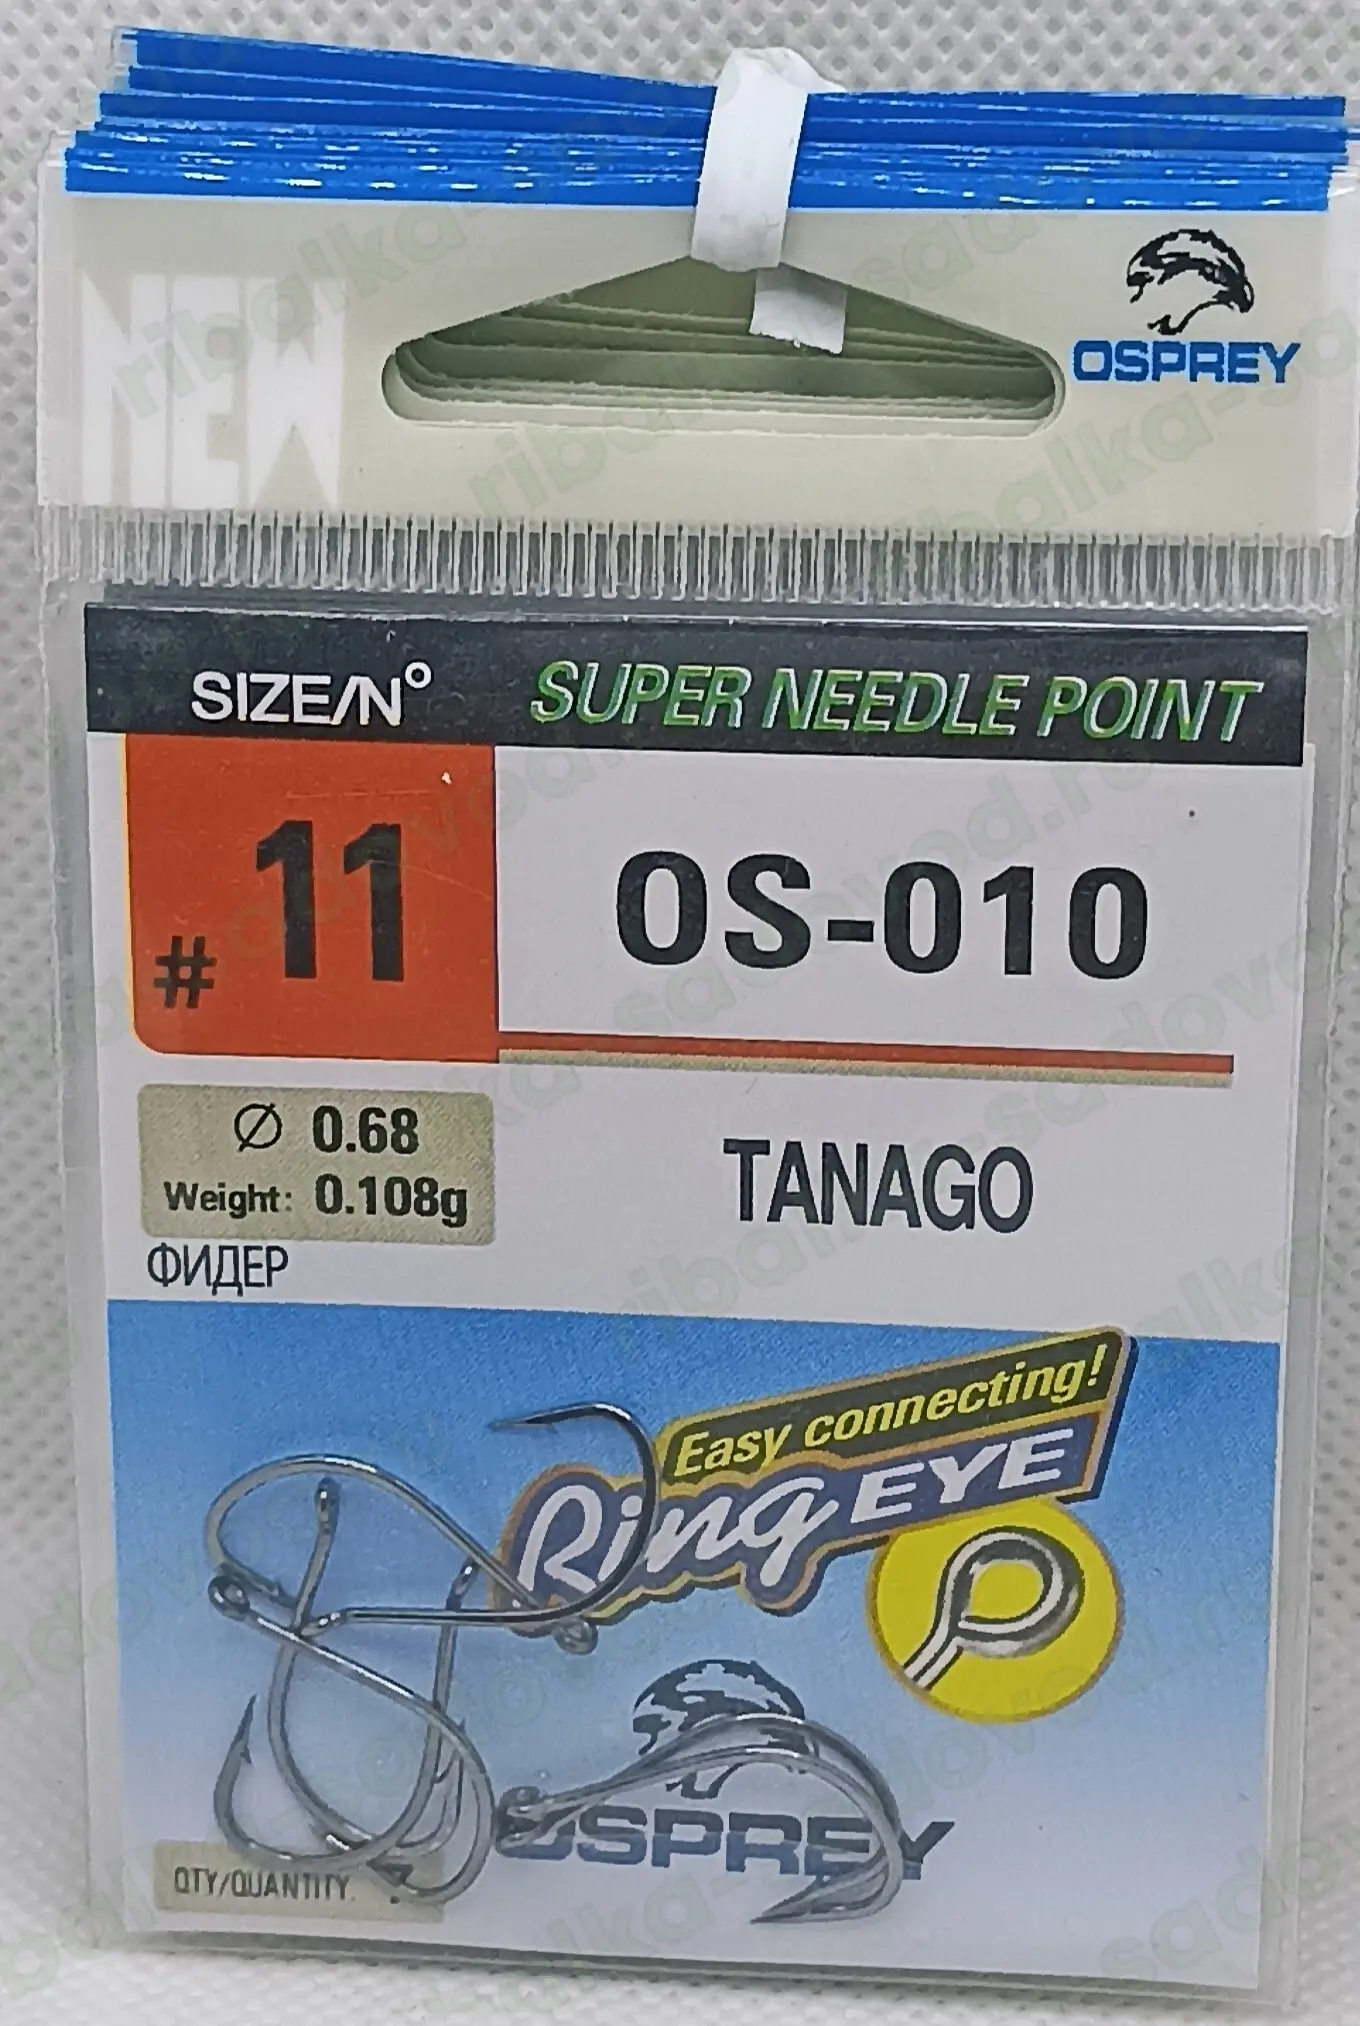 NEW
OSPREY
SIZE/N°
SUPER NEEDLE POINT
# 11
OS-010
Ø 0.68
Weight: 0.108g
TANAGO
ФИДЕР
Easy connecting!
Ring EYE
OSPREY
QTY/QUANTITY.